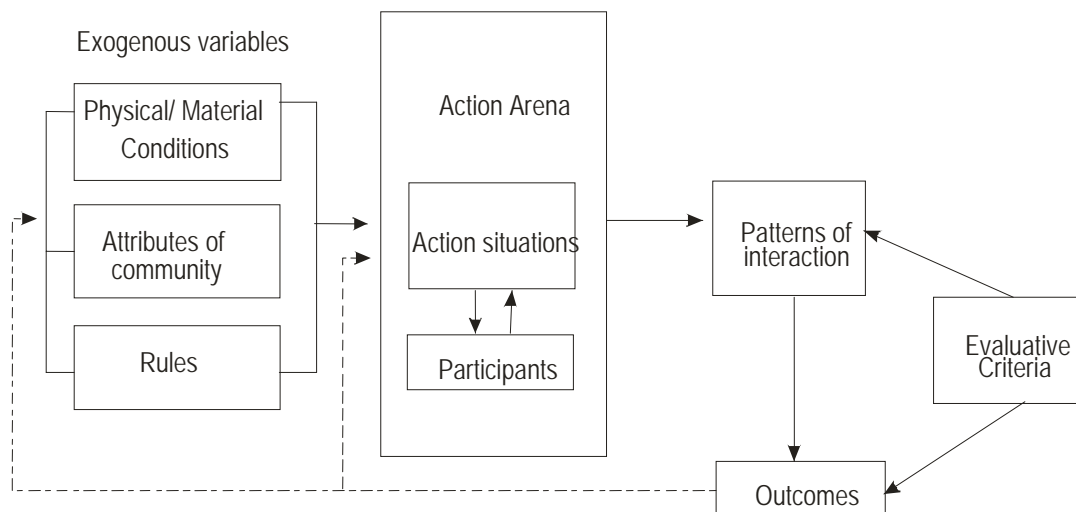 Exogenous variables
Physical/ Material
Conditions
Attributes of
community
Rules
Action Arena
Action situations
Participants
Patterns of
interaction
Evaluative
Criteria
Outcomes